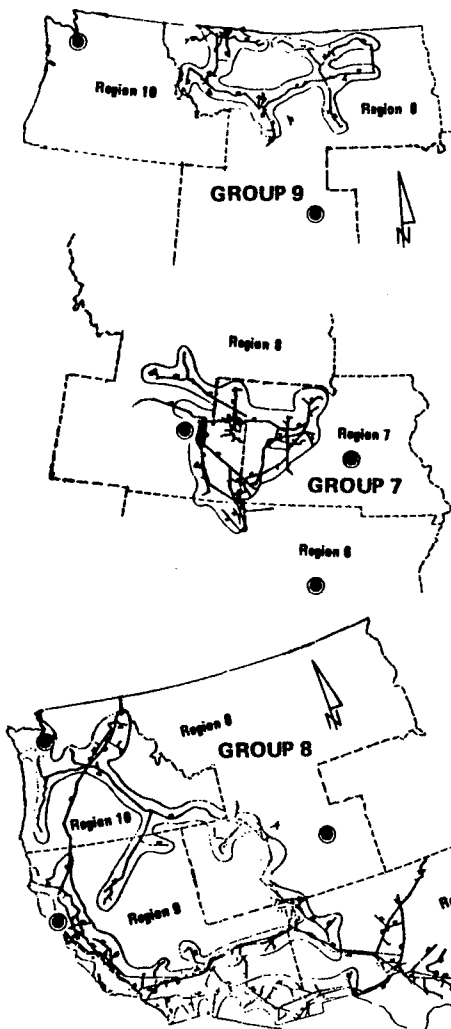 Region 10
Region 8
GROUP 9
N
Region 8
Region 7
GROUP 7
Region 6
N
Region 8
GROUP 8
Region 10
Region 9